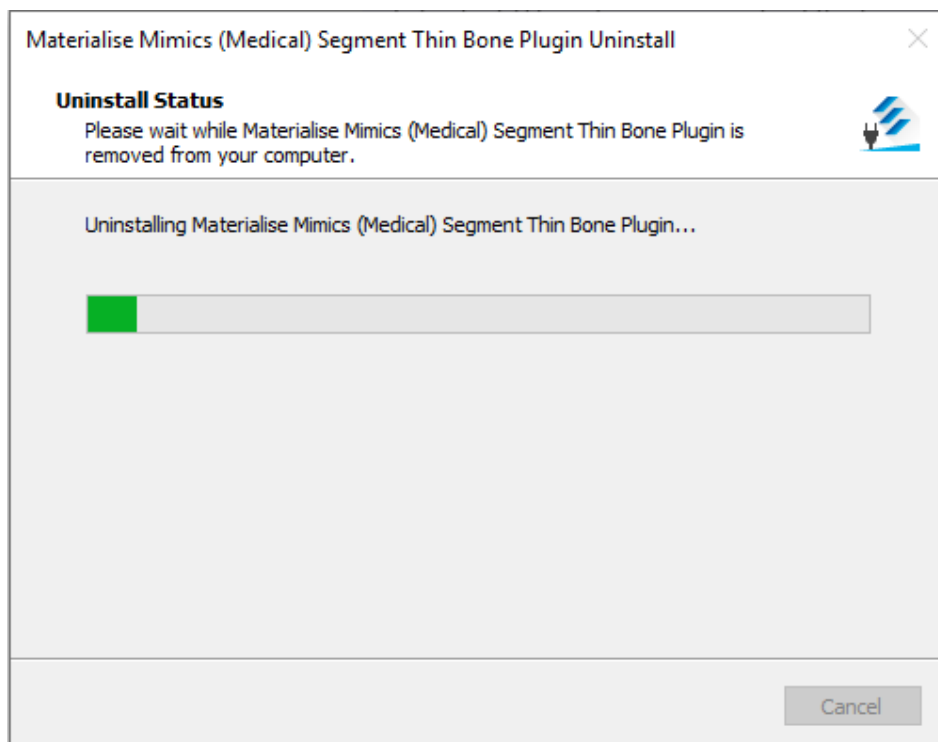 Materialise Mimics (Medical) Segment Thin Bone Plugin Uninstall
Uninstall Status
Please wait while Materialise Mimics (Medical) Segment Thin Bone Plugin is
removed from your computer.
Uninstalling Materialise Mimics (Medical) Segment Thin Bone Plugin...
Cancel